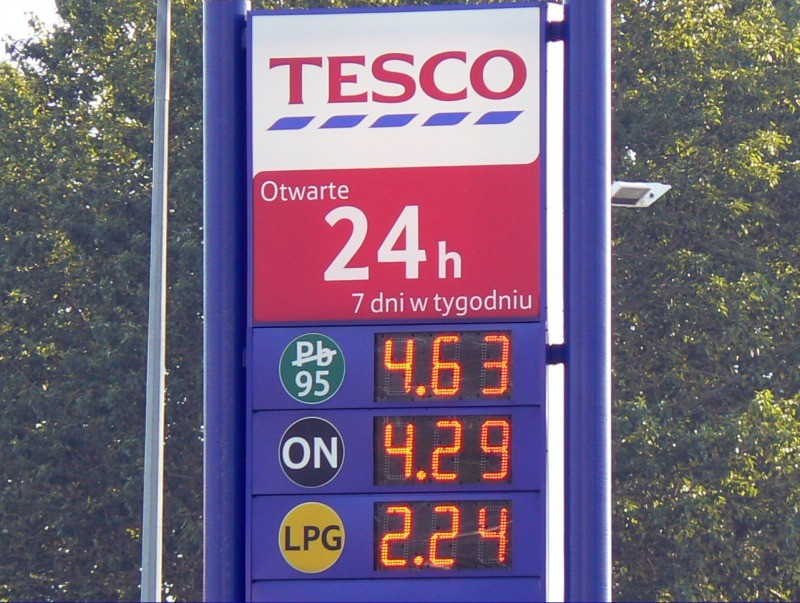 TESCO
Otwarte
24h
7 dni w tygodniu
Pb
95
4.63
ON
4.29
LPG
2.24